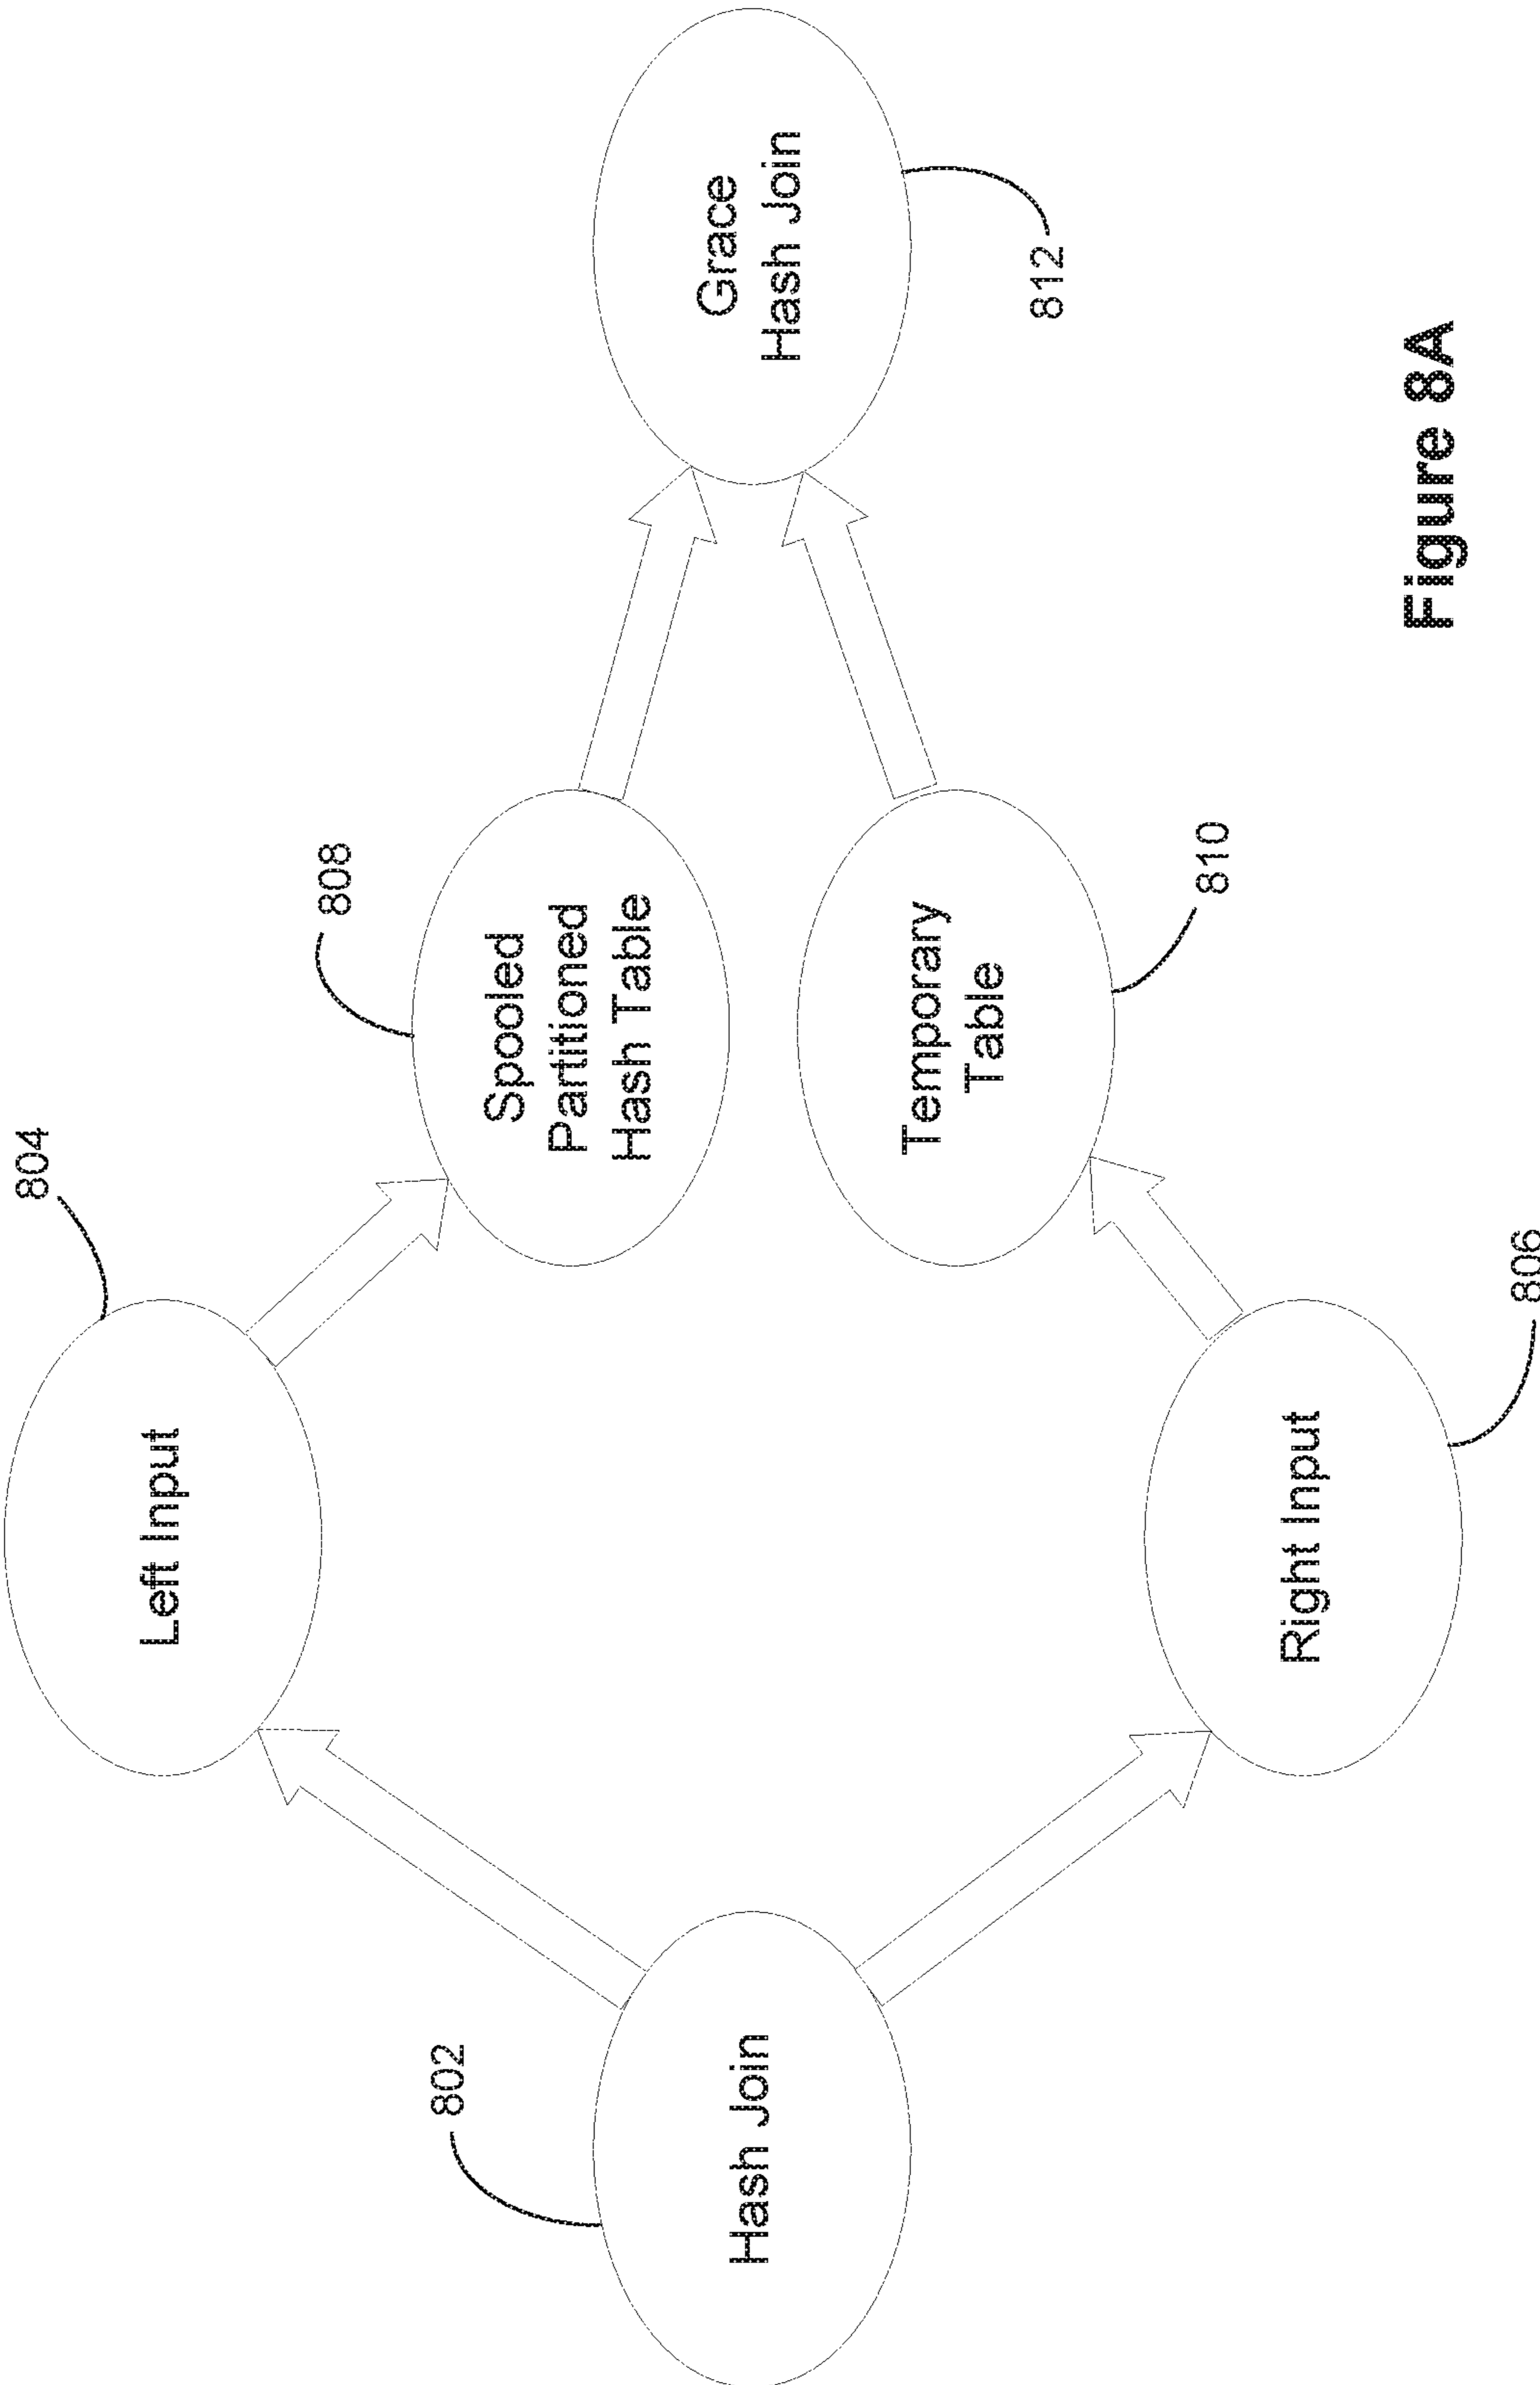 804
Left Input
808
Spooled
Partitioned
Hash Table
802
Hash Join
Grace
Hash Join
Temporary
Table
812
810
Right Input
806
Figure 8A